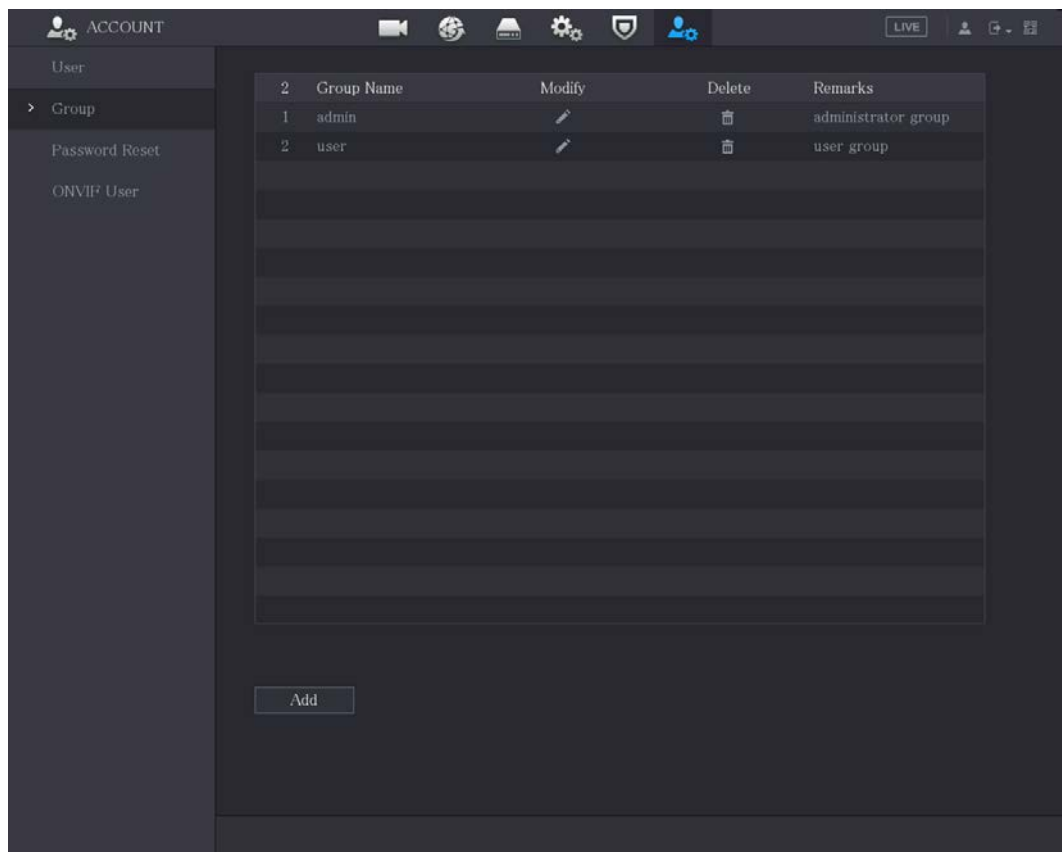 ACCOUNT LIVE
User
Group
Password Reset
ONVIF User
2 Group Name Modify Delete Remarks
1 admin administrator group
2 user user group
Add